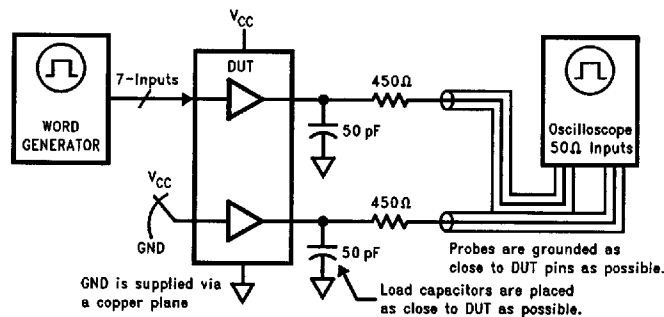 VCC
DUT
7-Inputs
WORD
GENERATOR
450Ω
50 pF
Oscilloscope
50Ω Inputs
VCC
GND
450Ω
50 pF
Probes are grounded as
close to DUT pins as possible.
GND is supplied via
a copper plane
Load capacitors are placed
as close to DUT as possible.